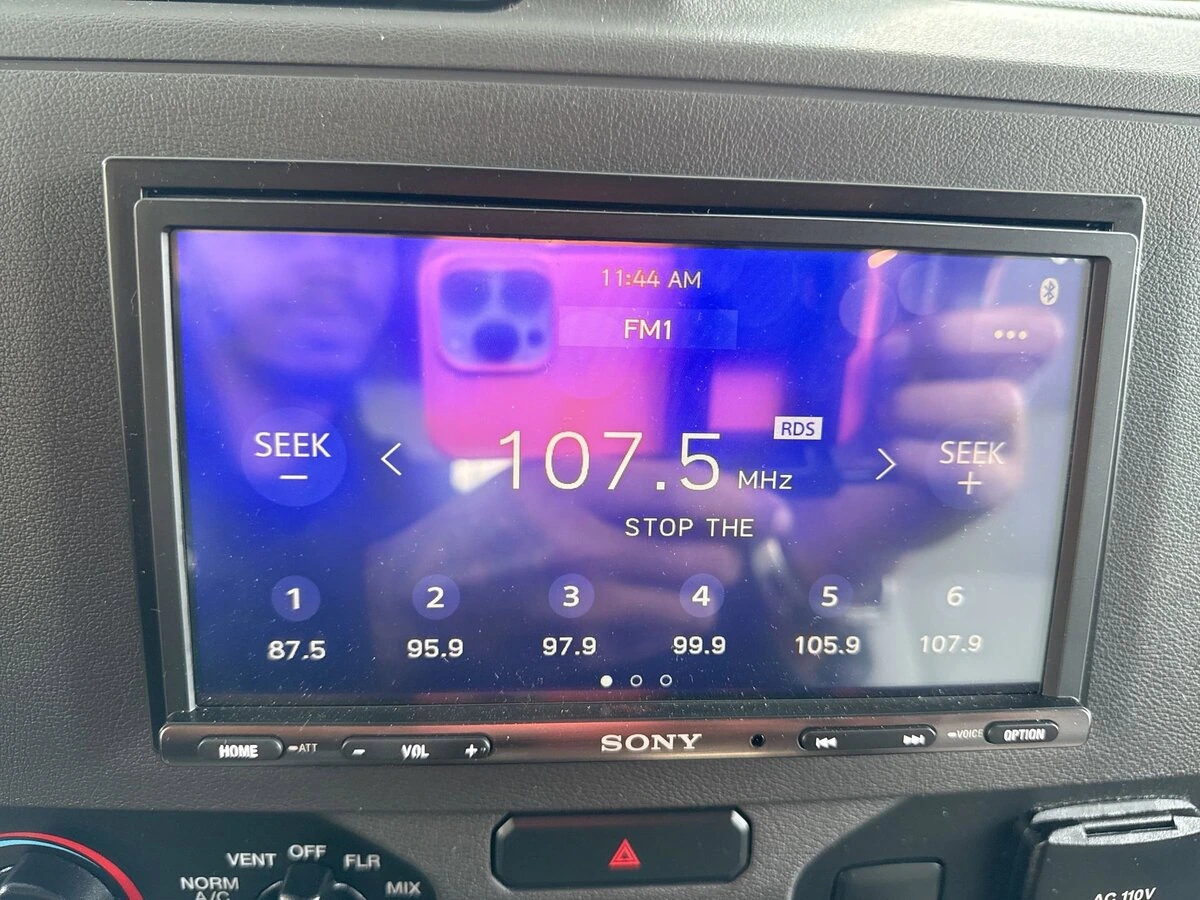 11:44 AM
FM1
•••
RDS
SEEK
−
<
107.5 MHz
>
SEEK
+
STOP THE
1
2
3
4
5
6
87.5
95.9
97.9
99.9
105.9
107.9
HOME
ATT
- VOL +
SONY
VOICE
OPTION
OFF
VENT
FLR
NORM
A/C
MIX
AC 110V